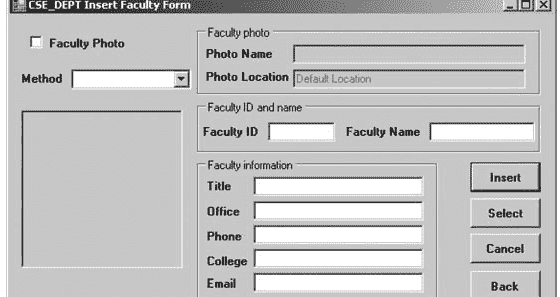 CSE_DEPT Insert Faculty Form
Faculty Photo
Method
Faculty photo
Photo Name
Photo Location Default Location
Faculty ID and name
Faculty ID Faculty Name
Faculty information
Title
Office
Phone
College
Email
Insert
Select
Cancel
Back